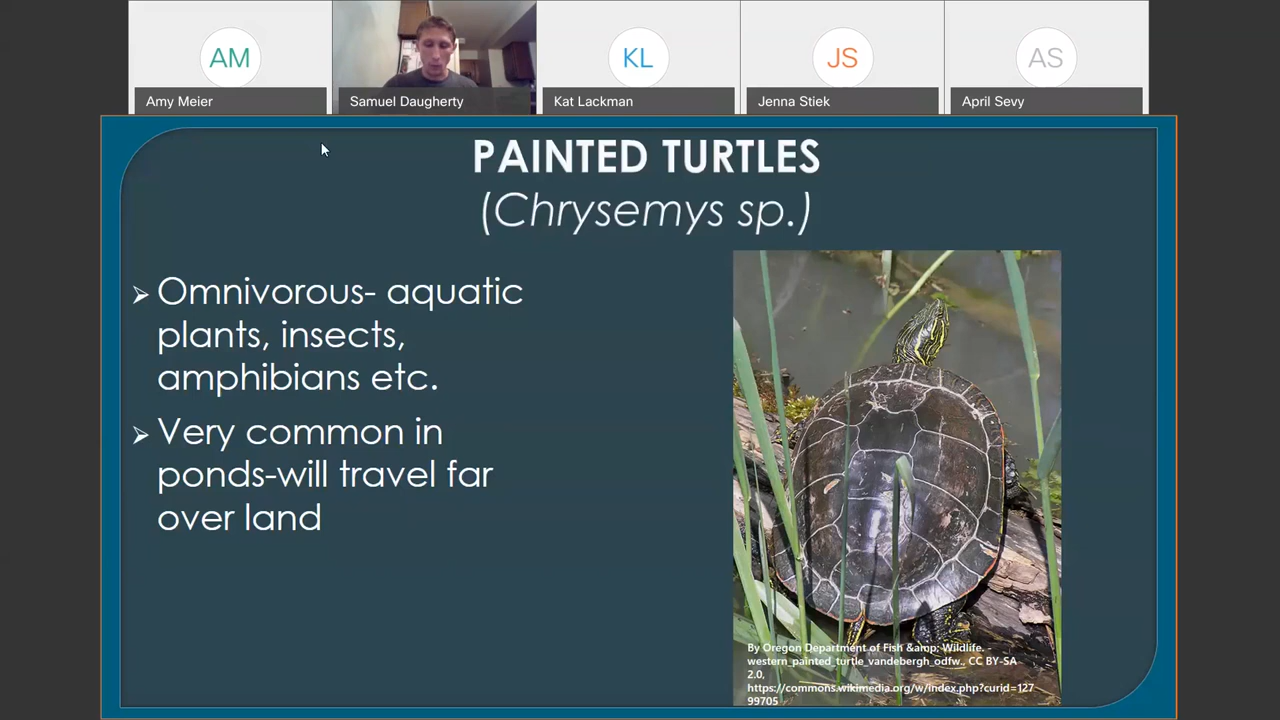 AM
KL
JS
AS
Amy Meier
Samuel Daugherty
Kat Lackman
Jenna Stiek
April Sevy
PAINTED TURTLES
(Chrysemys sp.)
➢ Omnivorous- aquatic
plants, insects,
amphibians etc.
➢ Very common in
ponds-will travel far
over land
By Oregon Department of Fish &amp; Wildlife.
western_painted_turtle_vandebergh_odfw., CC BY-SA
2.0,
https://commons.wikimedia.org/w/index.php?curid=127
99705